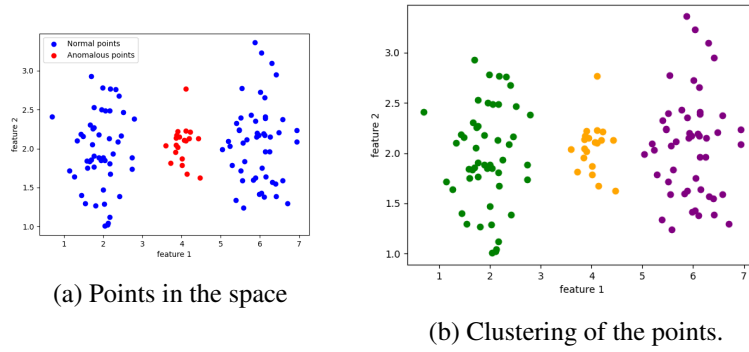 Normal points
Anomalous points
3.0
2.5
2.0
1.5
1.0
feature 2
1 2 3 4 5 6 7
feature 1
(a) Points in the space
3.0
2.5
2.0
1.5
1.0
feature 2
1 2 3 4 5 6 7
feature 1
(b) Clustering of the points.